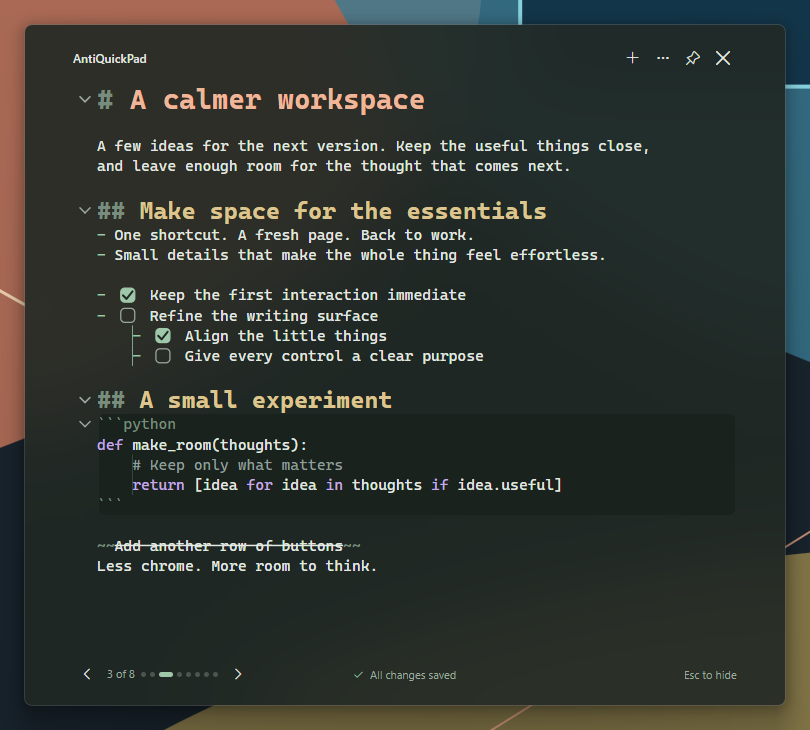 AntiQuickPad
# A calmer workspace
A few ideas for the next version. Keep the useful things close,
and leave enough room for the thought that comes next.
## Make space for the essentials
- One shortcut. A fresh page. Back to work.
- Small details that make the whole thing feel effortless.
- Keep the first interaction immediate
- Refine the writing surface
Align the little things
Give every control a clear purpose
## A small experiment
```python
def make_room(thoughts):
    # Keep only what matters
    return [idea for idea in thoughts if idea.useful]
```
~~Add another row of buttons~~
Less chrome. More room to think.
3 of 8
All changes saved
Esc to hide